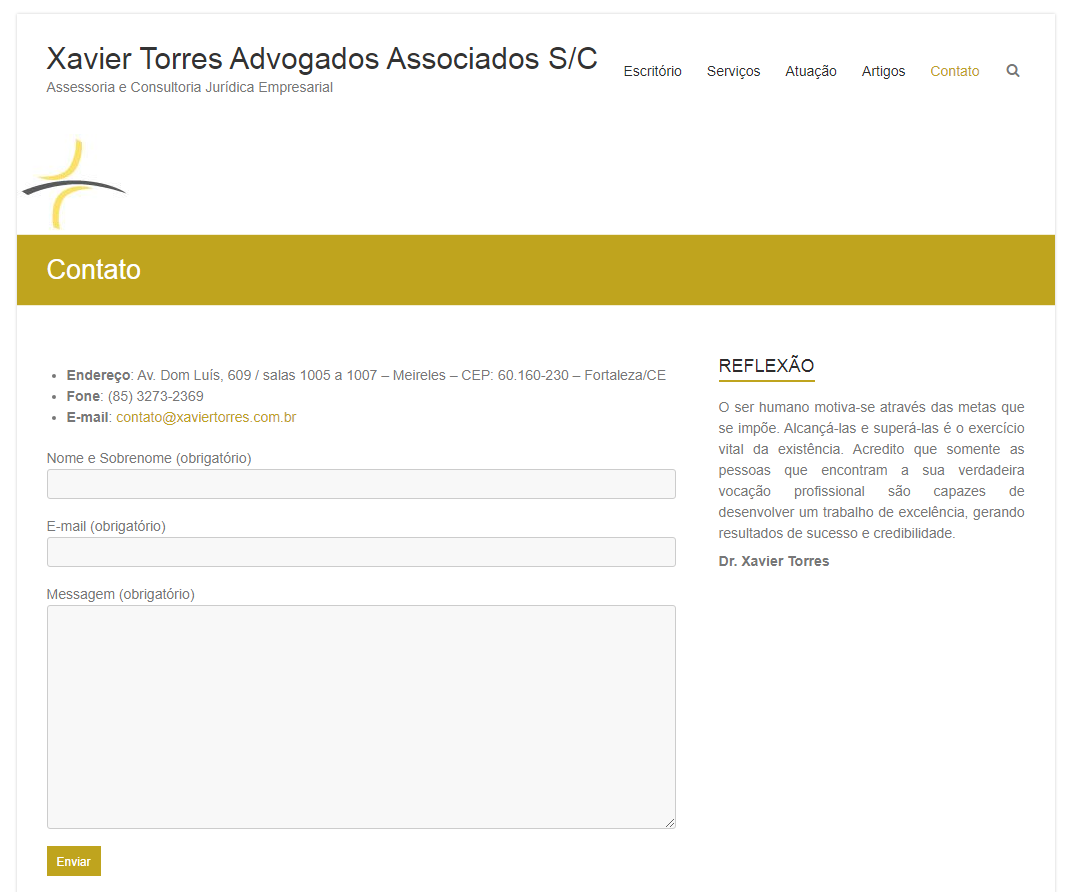 Xavier Torres Advogados Associados S/C
Assessoria e Consultoria Jurídica Empresarial
Escritório Serviços Atuação Artigos Contato
Contato
Endereço: Av. Dom Luís, 609 / salas 1005 a 1007 – Meireles – CEP: 60.160-230 – Fortaleza/CE
Fone: (85) 3273-2369
E-mail: contato@xaviertorres.com.br
Nome e Sobrenome (obrigatório)
E-mail (obrigatório)
Messagem (obrigatório)
Enviar
REFLEXÃO
O ser humano motiva-se através das metas que
se impõe. Alcançá-las e superá-las é o exercício
vital da existência. Acredito que somente as
pessoas que encontram a sua verdadeira
vocação profissional são capazes de
desenvolver um trabalho de excelência, gerando
resultados de sucesso e credibilidade.
Dr. Xavier Torres